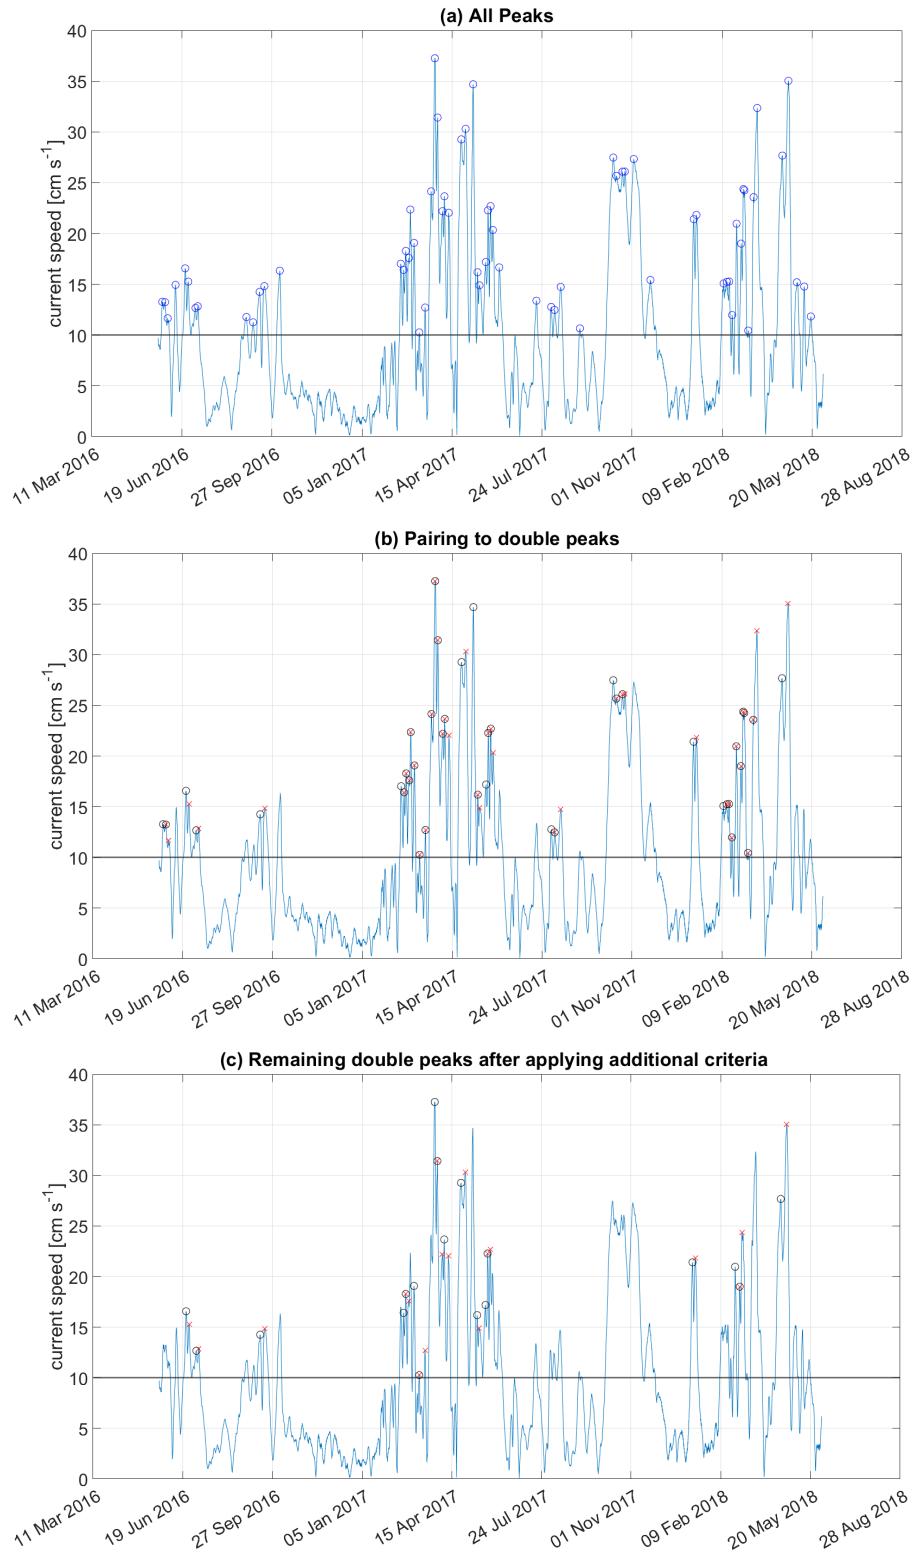 (a) All Peaks
40
35
30
25
20
15
10
5
0
current speed [cm s-1]
11 Mar 2016
19 Jun 2016
27 Sep 2016
05 Jan 2017
15 Apr 2017
24 Jul 2017
01 Nov 2017
09 Feb 2018
20 May 2018
28 Aug 2018
(b) Pairing to double peaks
40
35
30
25
20
15
10
5
0
current speed [cm s-1]
11 Mar 2016
19 Jun 2016
27 Sep 2016
05 Jan 2017
15 Apr 2017
24 Jul 2017
01 Nov 2017
09 Feb 2018
20 May 2018
28 Aug 2018
(c) Remaining double peaks after applying additional criteria
40
35
30
25
20
15
10
5
0
current speed [cm s-1]
11 Mar 2016
19 Jun 2016
27 Sep 2016
05 Jan 2017
15 Apr 2017
24 Jul 2017
01 Nov 2017
09 Feb 2018
20 May 2018
28 Aug 2018